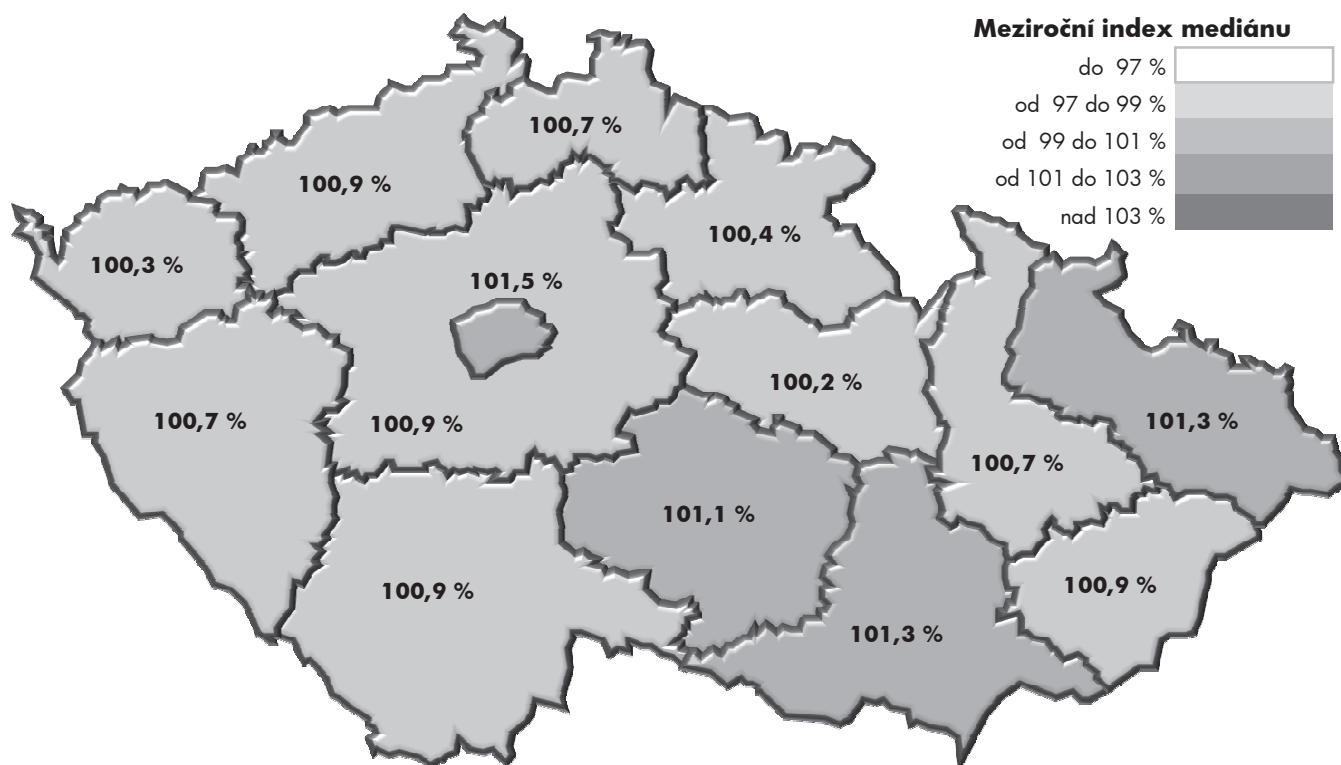 Meziroční index mediánu
do 97 %
od 97 do 99 %
od 99 do 101 %
od 101 do 103 %
nad 103 %
100,7 %
100,9 %
100,4 %
100,3 %
101,5 %
100,2 %
100,7 %
100,9 %
101,3 %
100,7 %
101,1 %
100,9 %
100,9 %
101,3 %